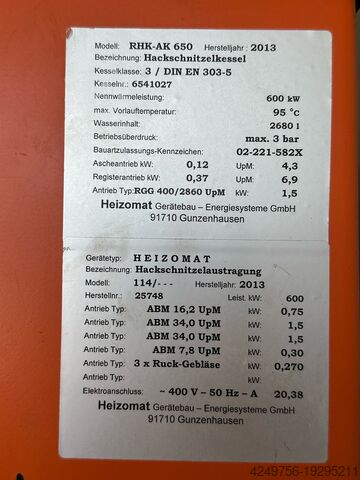 Modell: RHK-AK 650 Herstelljahr : 2013
Bezeichnung: Hackschnitzelkessel
Kesselklasse: 3 / DIN EN 303-5
Kesselnr.: 6541027
Nennwärmeleistung: 600 kW
max. Vorlauftemperatur: 95 °C
Wasserinhalt: 2680 l
Betriebsüberdruck: max. 3 bar
Bauartzulassungs-Kennzeichen: 02-221-582X
Ascheantrieb kW: 0,12 UpM: 4,3
Registerantrieb kW: 0,37 UpM: 6,9
Antrieb Typ: RGG 400/2860 UpM kW: 1,5
Heizomat Gerätebau – Energiesysteme GmbH
91710 Gunzenhausen
Gerätetyp: HEIZOMAT
Bezeichnung: Hackschnitzelaustragung
Modell: 114/--- Herstelljahr: 2013
Herstellnr.: 25748 Leist. kW: 600
Antrieb Typ: ABM 16,2 UpM kW: 0,75
Antrieb Typ: ABM 34,0 UpM kW: 1,5
Antrieb Typ: ABM 34,0 UpM kW: 1,5
Antrieb Typ: ABM 7,8 UpM kW: 0,30
Antrieb Typ: 3 x Ruck-Gebläse kW: 0,270
Antrieb Typ: kW:
Elektroanschluss: ~ 400 V – 50 Hz – A 20,38
Heizomat Gerätebau – Energiesysteme GmbH
91710 Gunzenhausen
4249756-19295211